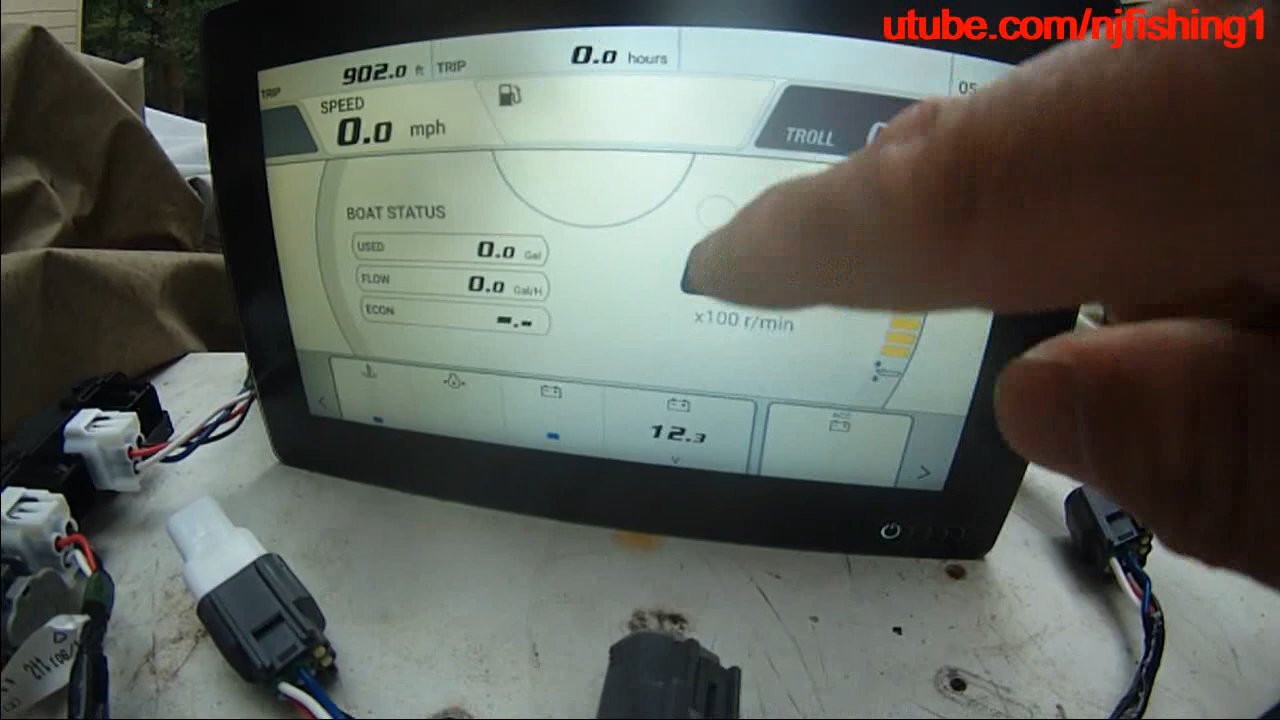 utube.com/njfishing1
TRIP 902.0 ft TRIP 0.0 hours 05
SPEED
0.0 mph
TROLL
BOAT STATUS
USED 0.0 Gal
FLOW 0.0 Gal/H
ECON -.-
x100 r/min
ACC
12.3
V